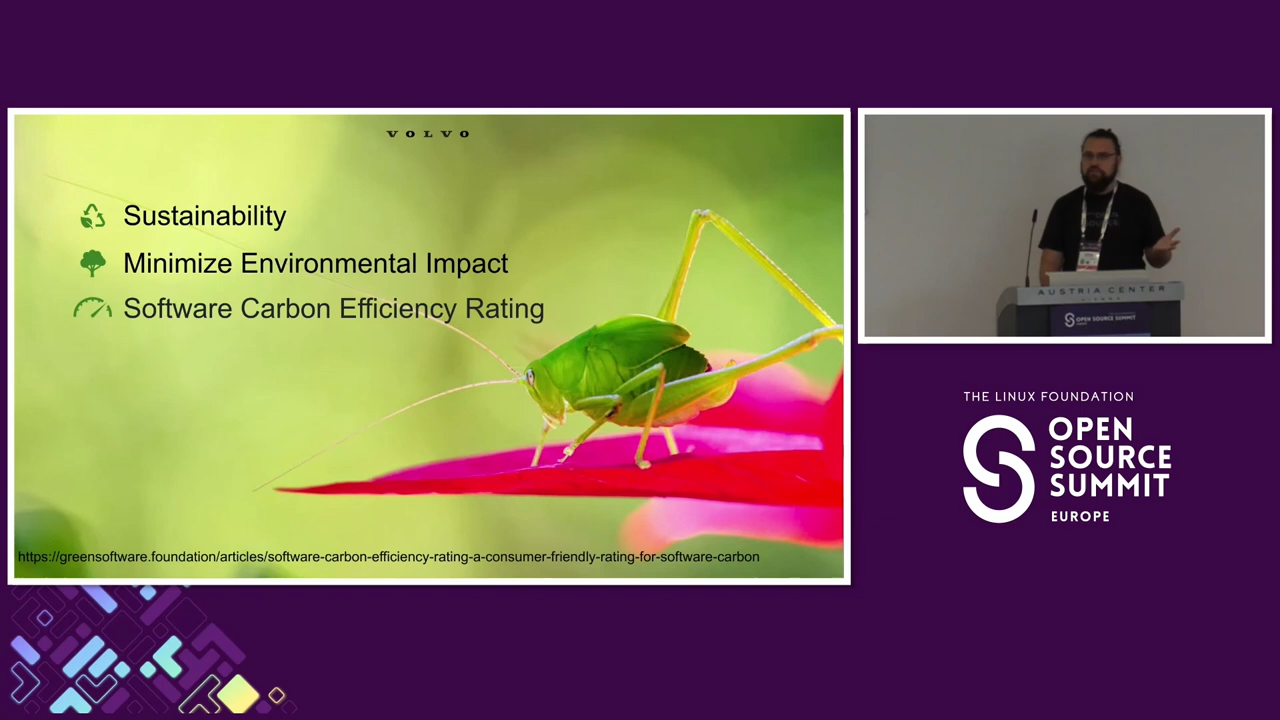 VOLVO
Sustainability
Minimize Environmental Impact
Software Carbon Efficiency Rating
https://greensoftware.foundation/articles/software-carbon-efficiency-rating-a-consumer-friendly-rating-for-software-carbon
AUSTRIA CENTER
OPEN SOURCE SUMMIT
THE LINUX FOUNDATION
OPEN
SOURCE
SUMMIT
EUROPE